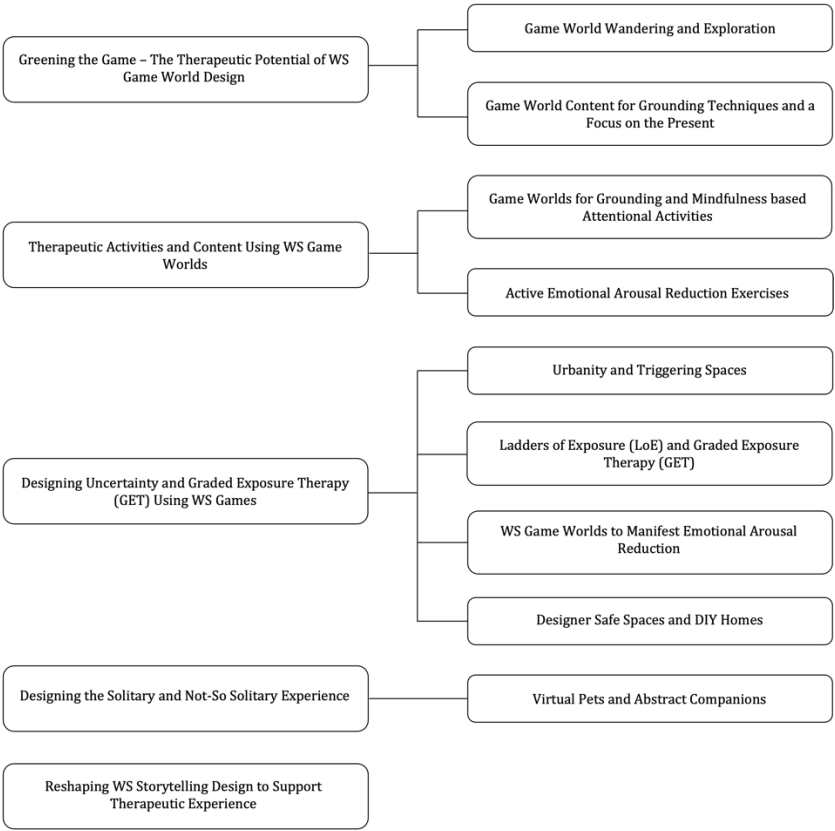 Greening the Game – The Therapeutic Potential of WS
Game World Design
Game World Wandering and Exploration
Game World Content for Grounding Techniques and a
Focus on the Present
Therapeutic Activities and Content Using WS Game
Worlds
Game Worlds for Grounding and Mindfulness based
Attentional Activities
Active Emotional Arousal Reduction Exercises
Designing Uncertainty and Graded Exposure Therapy
(GET) Using WS Games
Urbanity and Triggering Spaces
Ladders of Exposure (LoE) and Graded Exposure
Therapy (GET)
WS Game Worlds to Manifest Emotional Arousal
Reduction
Designer Safe Spaces and DIY Homes
Designing the Solitary and Not-So Solitary Experience
Virtual Pets and Abstract Companions
Reshaping WS Storytelling Design to Support
Therapeutic Experience